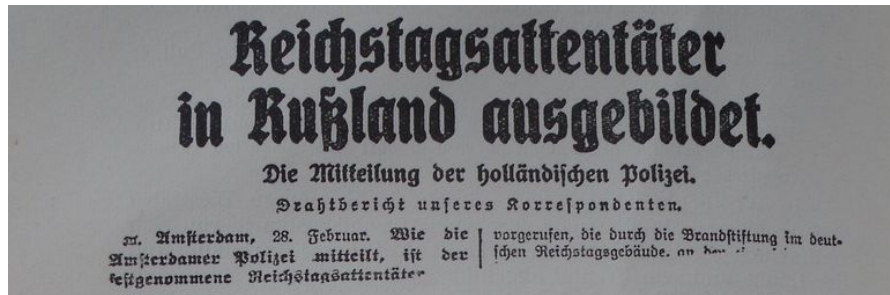 Reichstagsattentäter
in Rußland ausgebildet.
Die Mitteilung der holländischen Polizei.
Drahtbericht unseres Korrespondenten.
Amsterdam, 28. Februar. Wie die
Amsterdamer Polizei mitteilt, ist der
festgenommene Reichstagsattentäter
vorgerufen, die durch die Brandstiftung im deut-
schen Reichstagsgebäude.